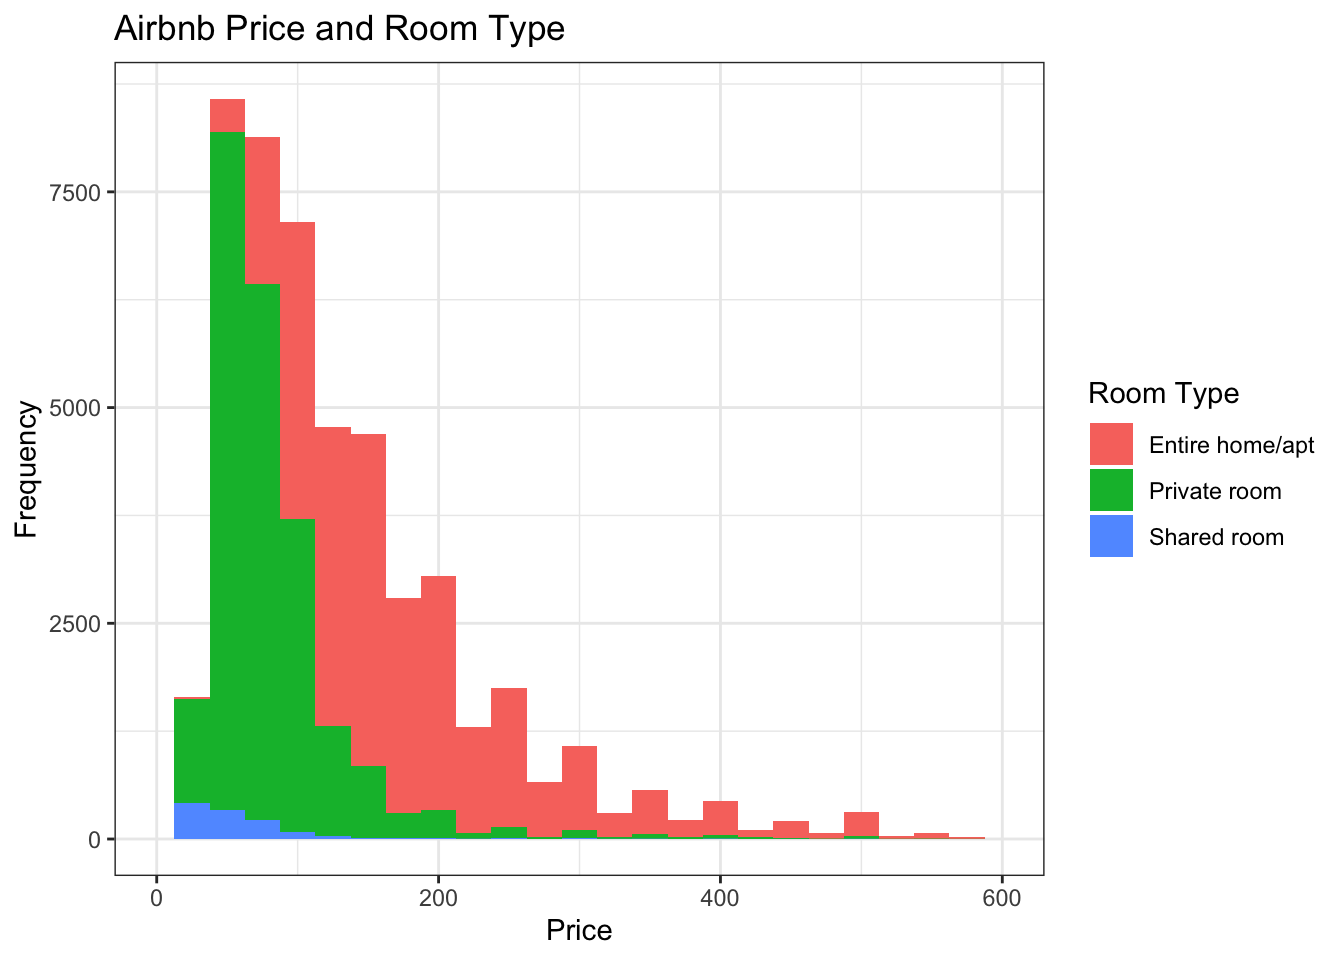 Airbnb Price and Room Type
Frequency
7500
5000
2500
0
0 200 400 600
Price
Room Type
Entire home/apt
Private room
Shared room